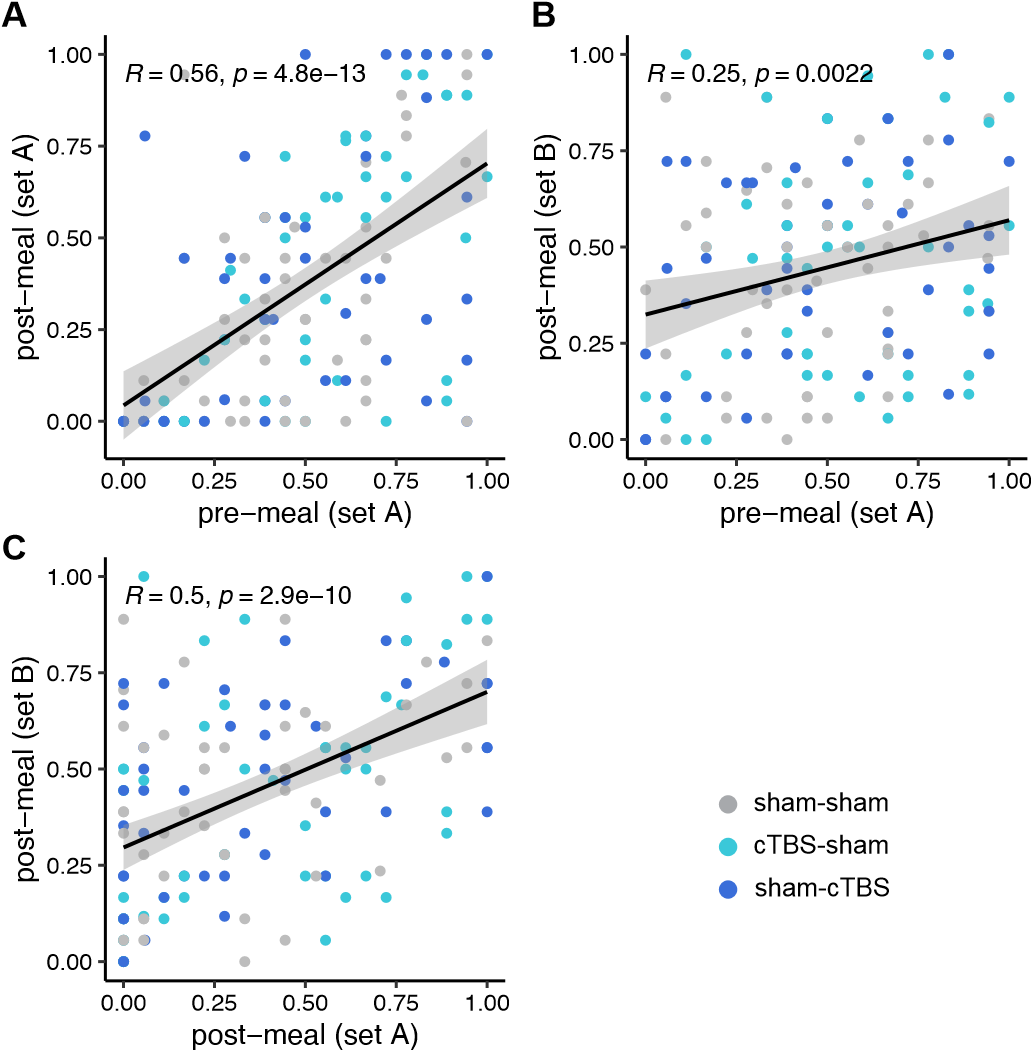 A
R = 0.56, p = 4.8e−13
post−meal (set A)
1.00
0.75
0.50
0.25
0.00
0.00 0.25 0.50 0.75 1.00
pre−meal (set A)
B
R = 0.25, p = 0.0022
post−meal (set B)
1.00
0.75
0.50
0.25
0.00
0.00 0.25 0.50 0.75 1.00
pre−meal (set A)
C
R = 0.5, p = 2.9e−10
post−meal (set B)
1.00
0.75
0.50
0.25
0.00
0.00 0.25 0.50 0.75 1.00
post−meal (set A)
sham-sham
cTBS-sham
sham-cTBS